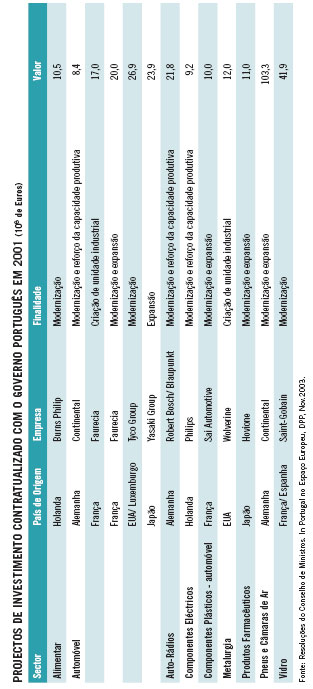 PROJECTOS DE INVESTIMENTO CONTRATUALIZADO COM O GOVERNO PORTUGUÊS EM 2001 (10⁶ de Euros)
Sector País de Origem Empresa Finalidade Valor
Alimentar Holanda Burns Philip Modernização 10,5
Automóvel Alemanha Continental Modernização e reforço da capacidade produtiva 8,4
França Faurecia Criação de unidade industrial 17,0
França Faurecia Modernização e expansão 20,0
EUA/ Luxemburgo Tyco Group Modernização 26,9
Japão Yasaki Group Expansão 23,9
Auto-Rádios Alemanha Robert Bosch/ Blaupunkt Modernização e reforço da capacidade produtiva 21,8
Componentes Eléctricos Holanda Philips Modernização e reforço da capacidade produtiva 9,2
Componentes Plásticos - automóvel França Sai Automotive Modernização e expansão 10,0
Metalurgia EUA Wolverine Criação de unidade industrial 12,0
Produtos Farmacêuticos Japão Hovione Modernização e expansão 11,0
Pneus e Câmaras de Ar Alemanha Continental Modernização e expansão 103,3
Vidro França/ Espanha Saint-Gobain Modernização 41,9
Fonte: Resoluções do Conselho de Ministros. In Portugal no Espaço Europeu, DPP, Nov.2003.